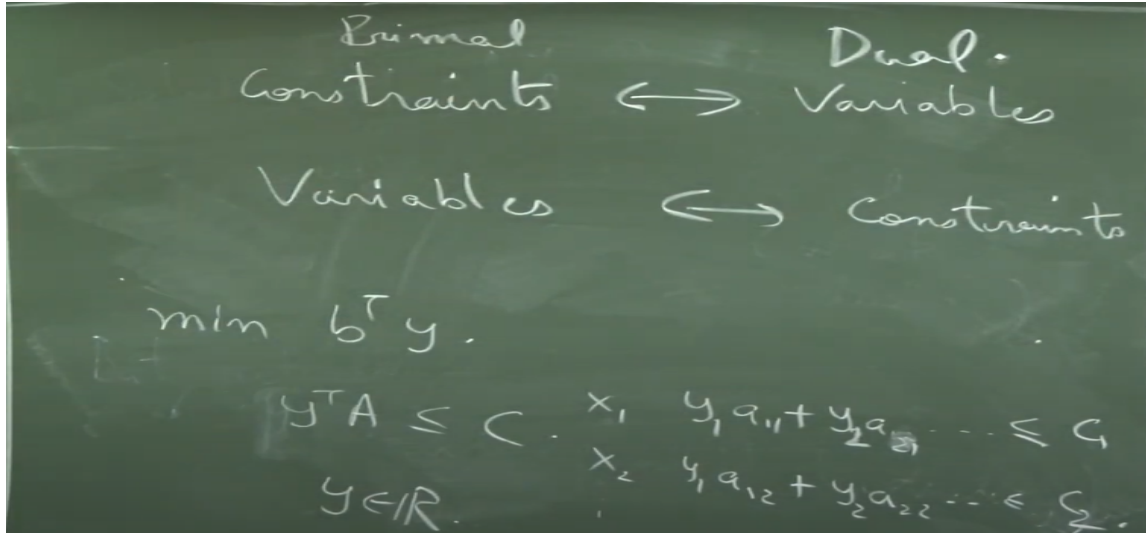 Primal Dual.
Constraints ⟷ Variables
Variables ⟷ Constraints
min bᵀy.
yᵀA ≤ C. x₁ y₁a₁₁ + y₂a₂₁ ---- ≤ C₁
y∈ℝ. x₂ y₁a₁₂ + y₂a₂₂ --- ≤ C₂.